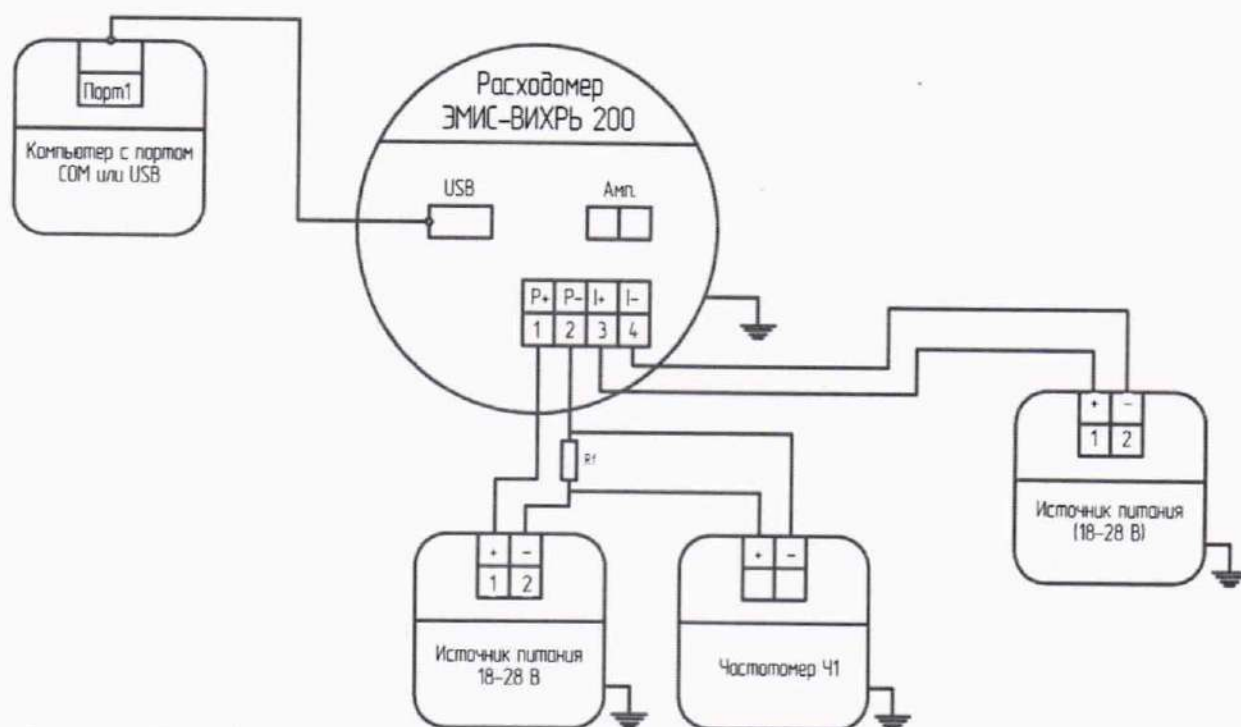 Порт1
Компьютер с портом
COM или USB
Расходомер
ЭМИС-ВИХРЬ 200
USB
Амп.
P+ P- I+ I-
1 2 3 4
Rf
+ -
1 2
Источник питания
(18-28 В)
+ -
1 2
Источник питания
18-28 В
+ -
Частотомер Ч1